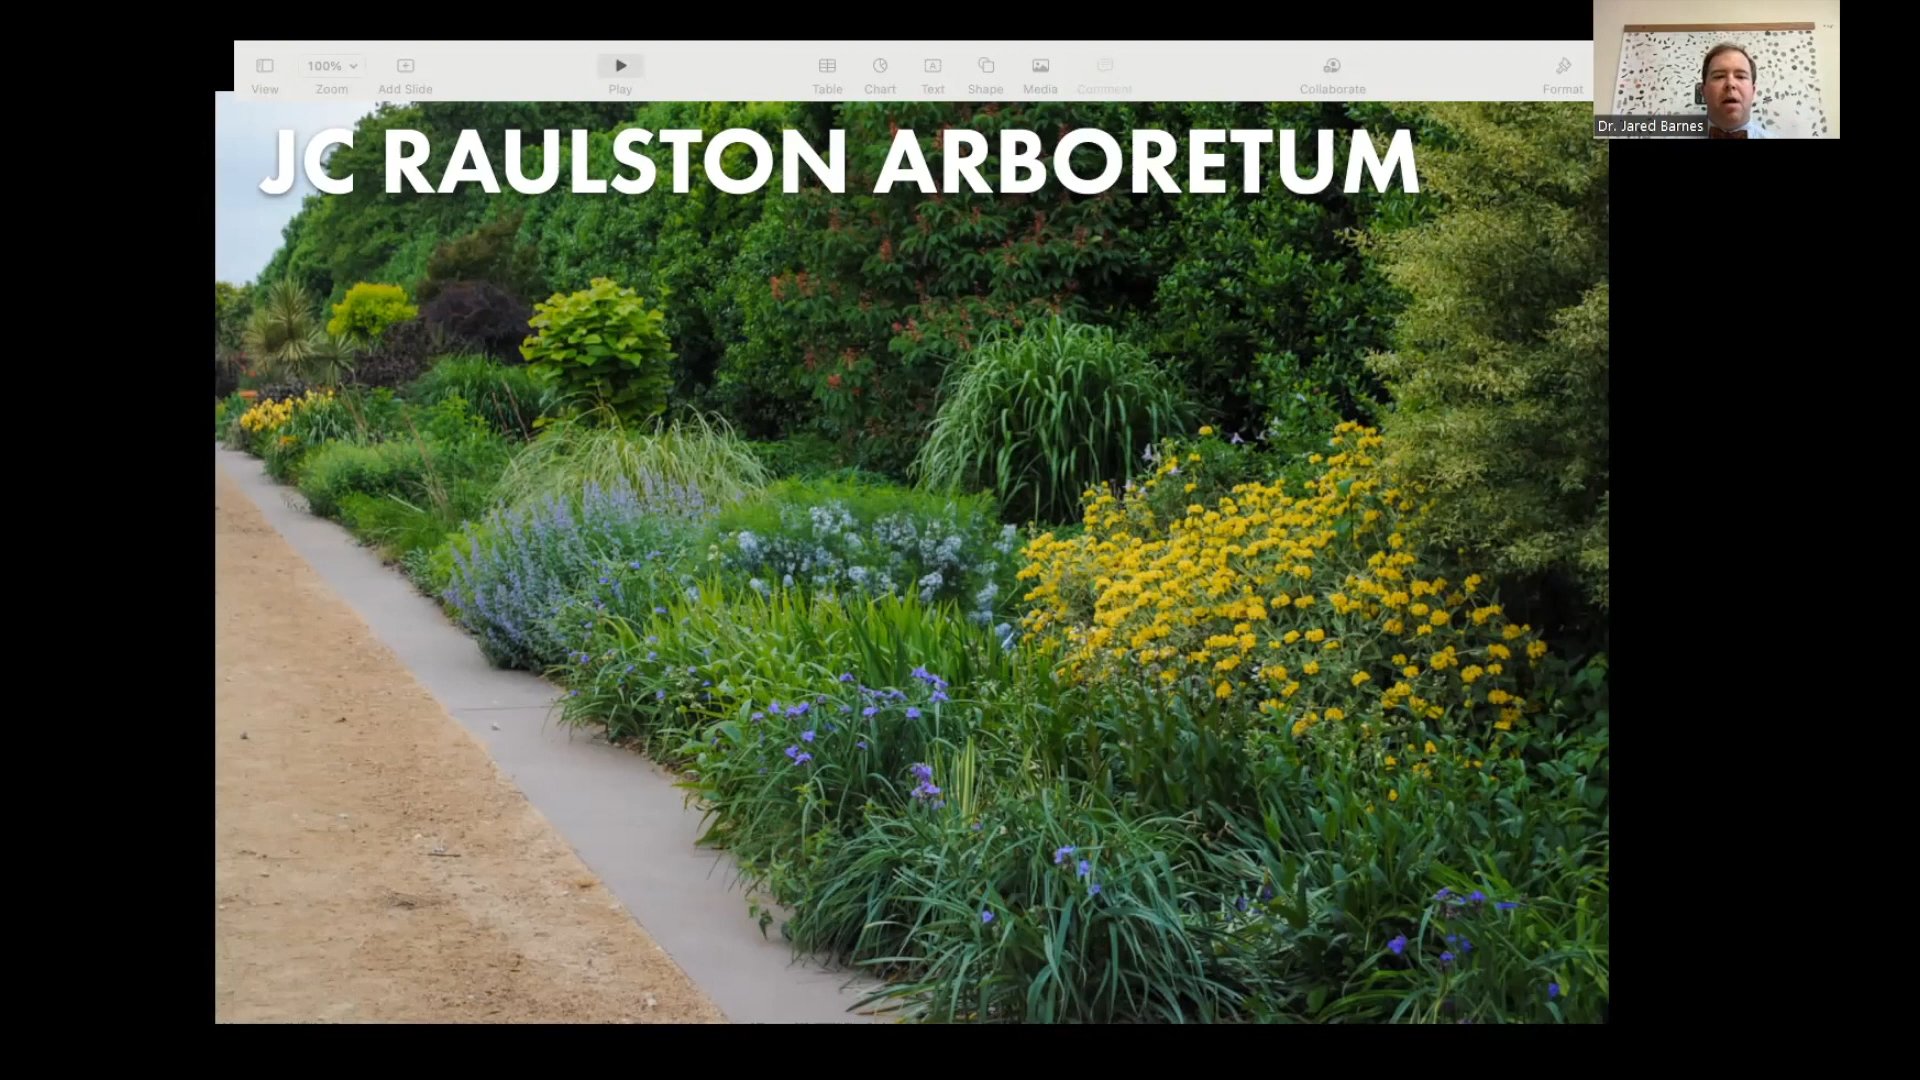 100%
View
Zoom
Add Slide
Play
Table
Chart
Text
Shape
Media
Comment
Collaborate
Format
Dr. Jared Barnes
JC RAULSTON ARBORETUM